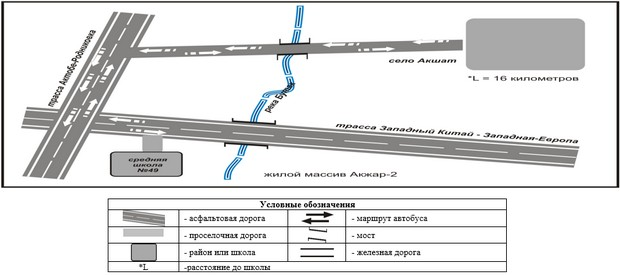 трасса Актобе-Родниковка
село Акшат
*L = 16 километров
река Бутак
трасса Западный Китай - Западная-Европа
средняя
школа
№49
жилой массив Акжар-2
Условные обозначения
- асфальтовая дорога
- маршрут автобуса
- проселочная дорога
- мост
- район или школа
- железная дорога
*L
-расстояние до школы